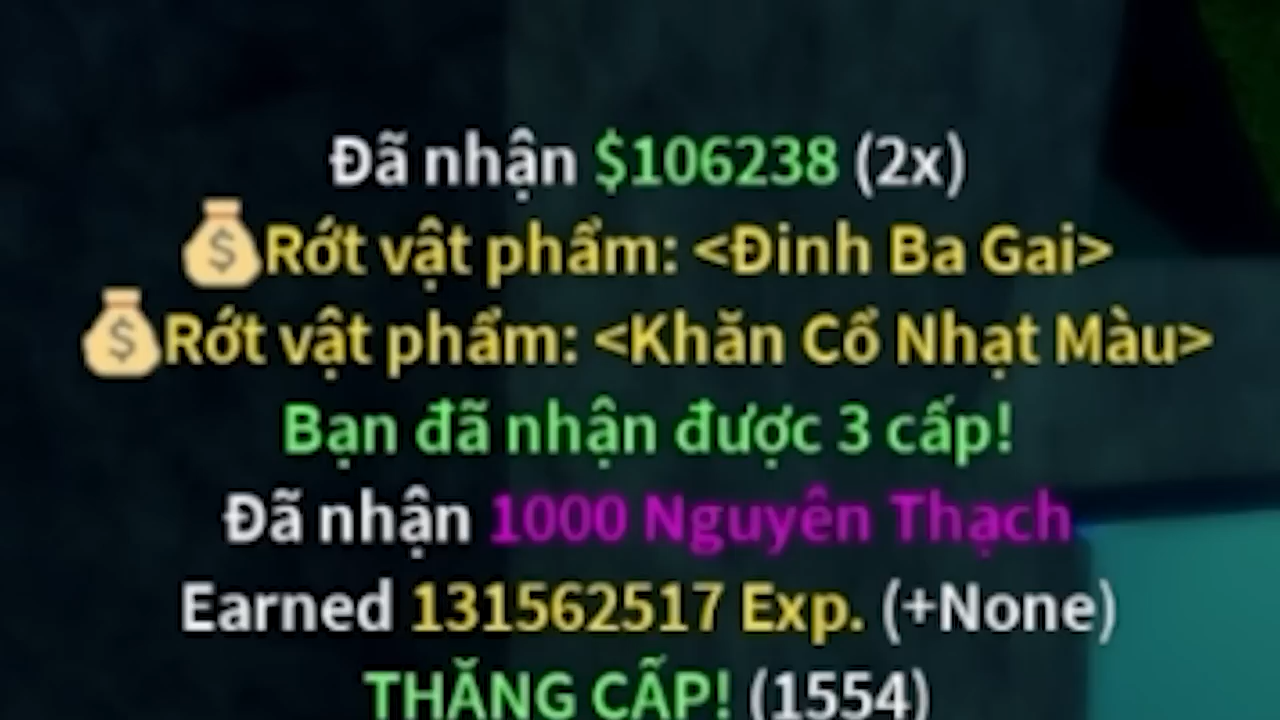 Đã nhận $106238 (2x)
Rớt vật phẩm: <Đinh Ba Gai>
Rớt vật phẩm: <Khăn Cổ Nhạt Màu>
Bạn đã nhận được 3 cấp!
Đã nhận 1000 Nguyên Thạch
Earned 131562517 Exp. (+None)
THĂNG CẤP! (1554)